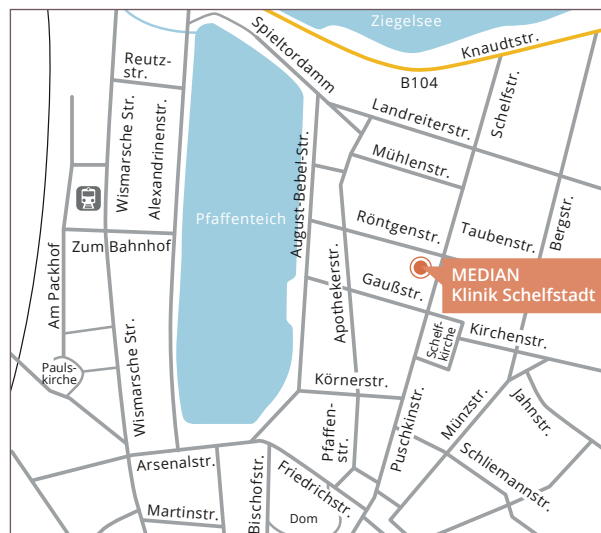 Ziegelsee
Spieltordamm
Knaudtstr.
B104
Reutz-
str.
Landreiterstr.
Schelfstr.
Wismarsche Str.
Alexandrinenstr.
August-Bebel-Str.
Mühlenstr.
Pfaffenteich
Röntgenstr.
Taubenstr.
Bergstr.
Zum Bahnhof
Am Packhof
Apothekerstr.
Gaußstr.
MEDIAN
Klinik Schelfstadt
Schelf-
kirche
Kirchenstr.
Pauls-
kirche
Wismarsche Str.
Körnerstr.
Puschkinstr.
Münzstr.
Jahnstr.
Pfaffen-
str.
Schliemannstr.
Arsenalstr.
Friedrichstr.
Bischofstr.
Martinstr.
Dom